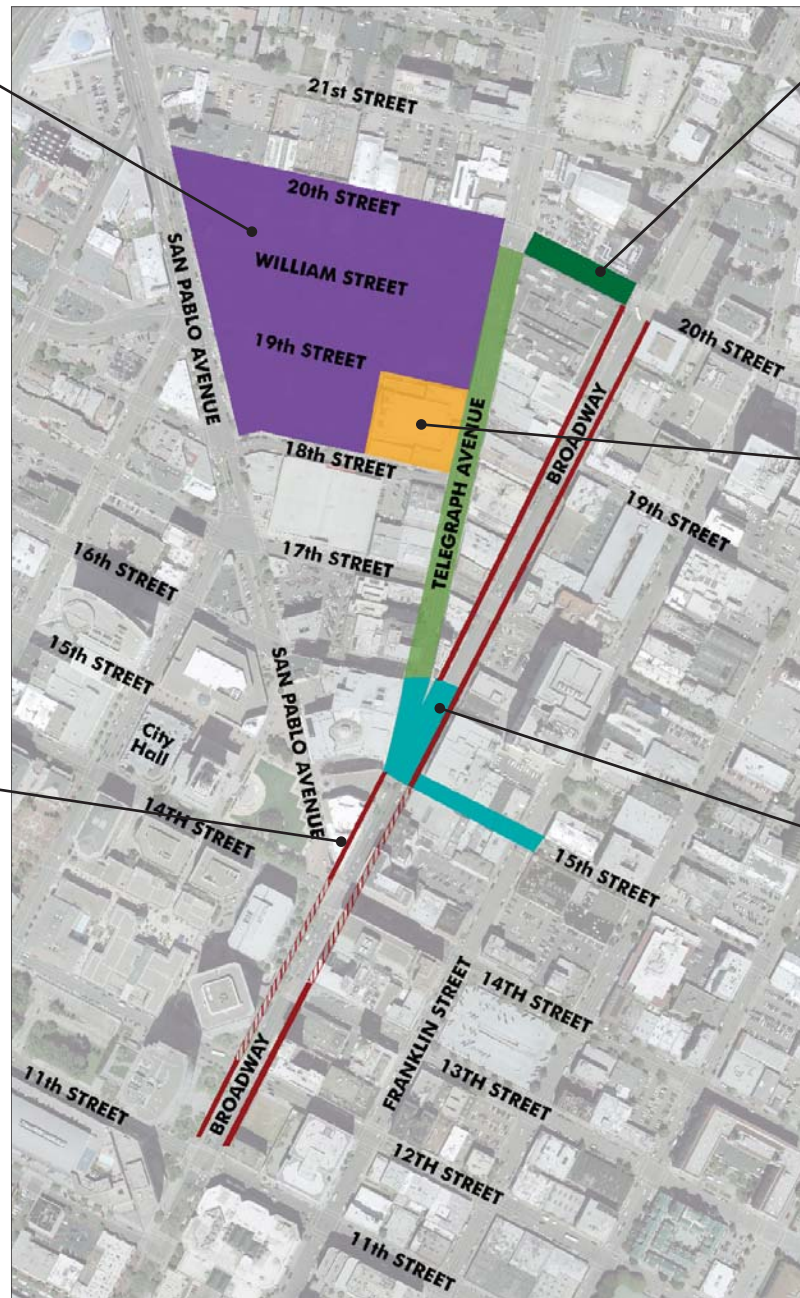 21st STREET
20th STREET
WILLIAM STREET
SAN PABLO AVENUE
19th STREET
20th STREET
BROADWAY
TELEGRAPH AVENUE
18th STREET
19th STREET
17th STREET
16th STREET
15th STREET
SAN PABLO AVENUE
City
Hall
14TH STREET
15th STREET
FRANKLIN STREET
14TH STREET
BROADWAY
13TH STREET
11th STREET
12TH STREET
11th STREET